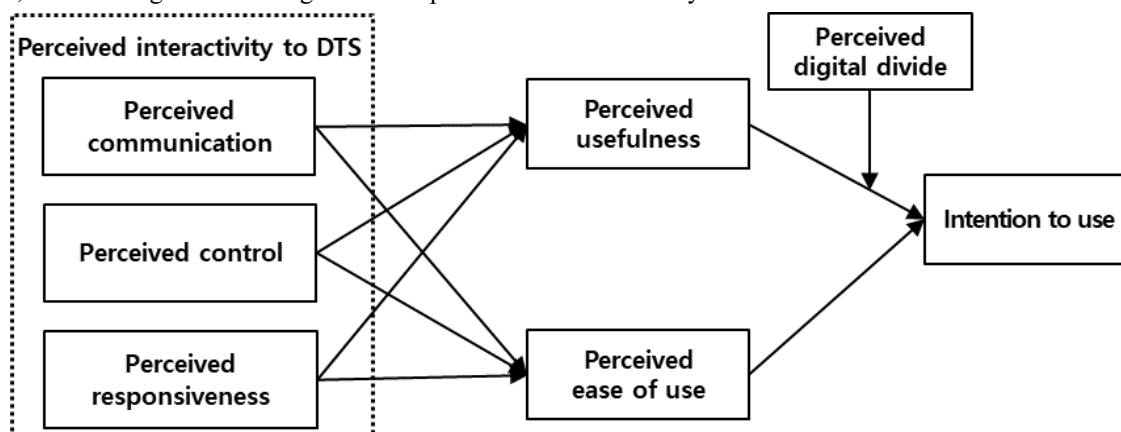 Perceived interactivity to DTS
Perceived
communication
Perceived control
Perceived
responsiveness
Perceived
usefulness
Perceived
ease of use
Perceived
digital divide
Intention to use